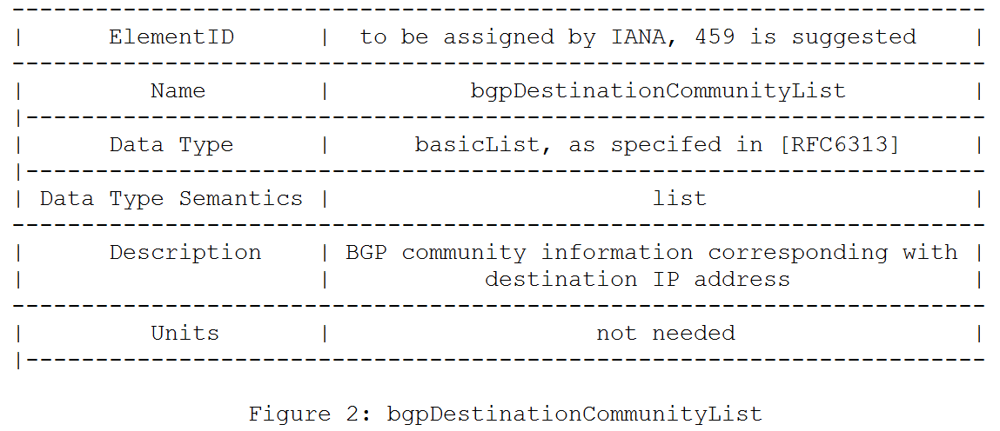 -----------------------------------------------------------------------
|      ElementID      |  to be assigned by IANA, 459 is suggested    |
----------------------------------------------------------------------
|         Name        |          bgpDestinationCommunityList         |
|---------------------------------------------------------------------
|      Data Type      |      basicList, as specifed in [RFC6313]     |
|---------------------------------------------------------------------
| Data Type Semantics |                       list                   |
----------------------------------------------------------------------
|      Description    | BGP community information corresponding with |
|                     |           destination IP address             |
----------------------------------------------------------------------
|         Units       |                   not needed                 |
|---------------------------------------------------------------------
Figure 2: bgpDestinationCommunityList